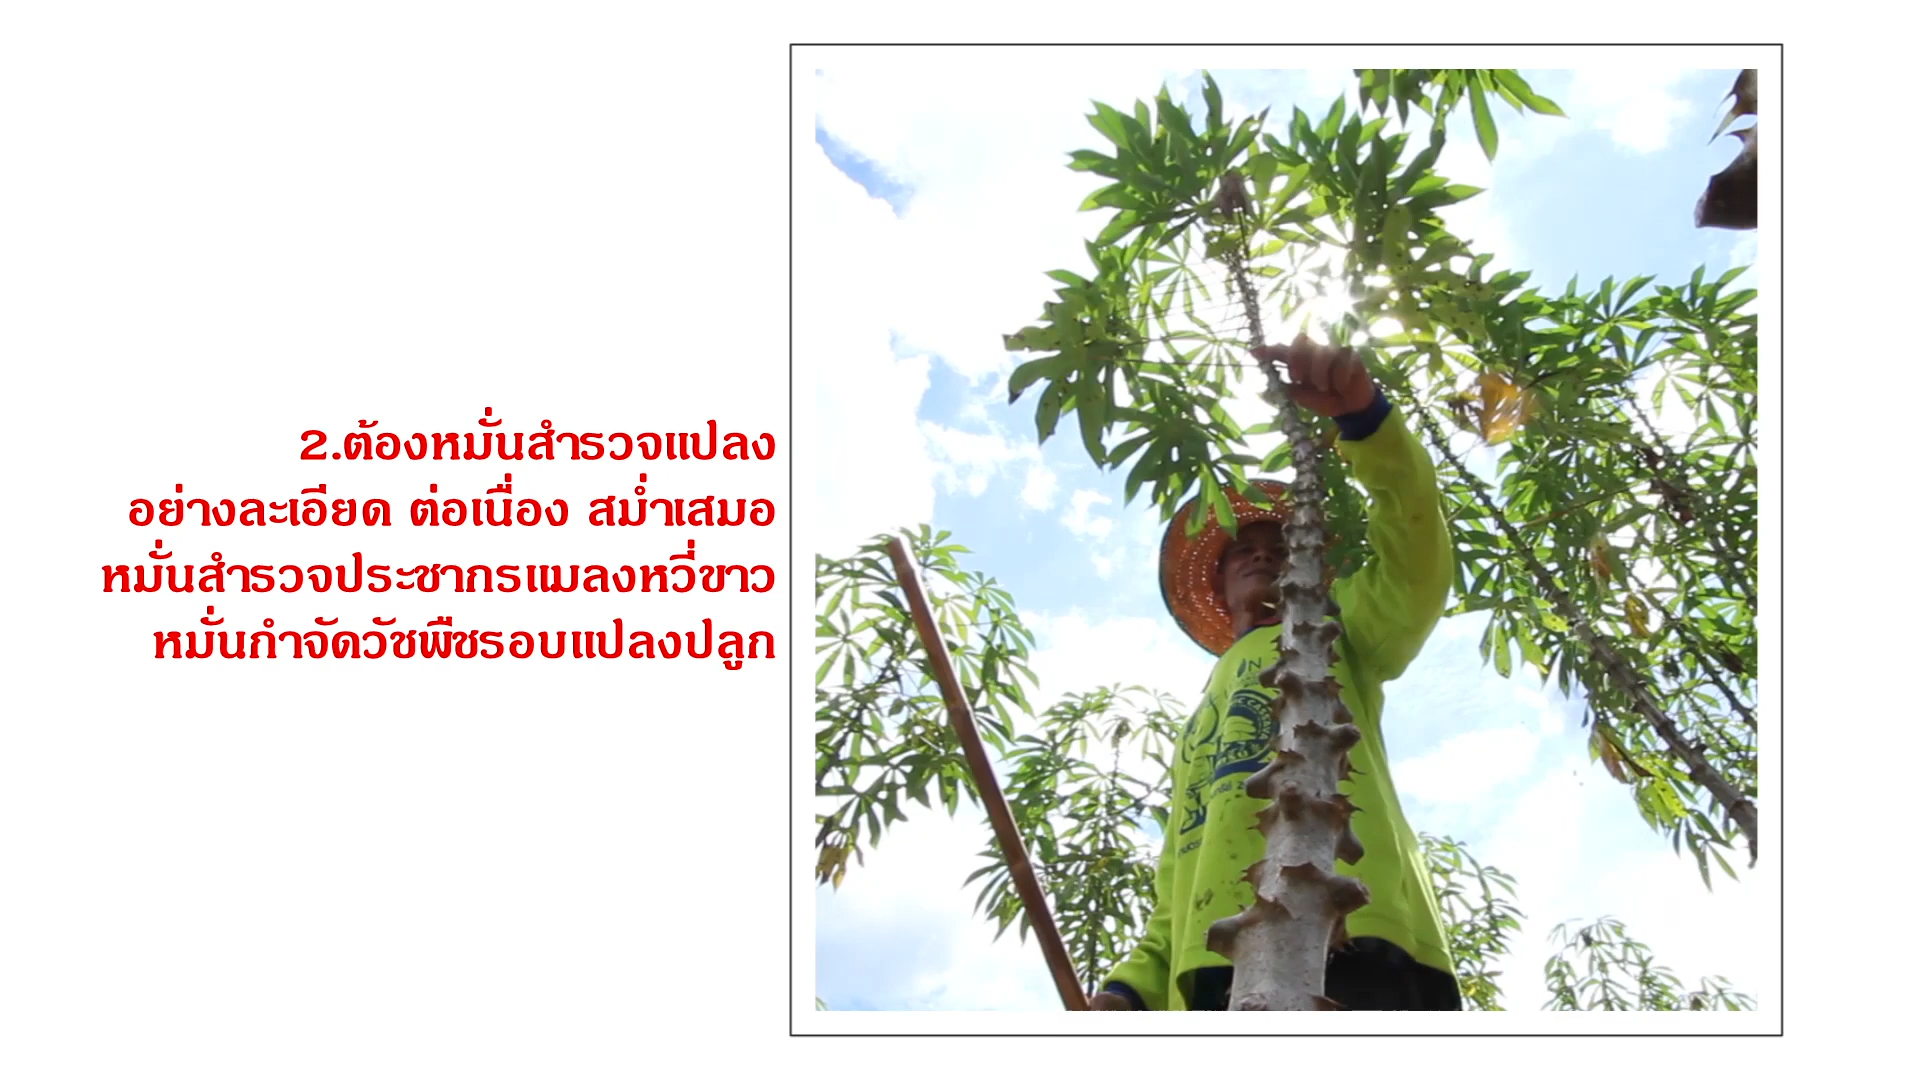 2.ต้องหมั่นสำรวจแปลง
อย่างละเอียด ต่อเนื่อง สม่ำเสมอ
หมั่นสำรวจประชากรแมลงหวี่ขาว
หมั่นกำจัดวัชพืชรอบแปลงปลูก